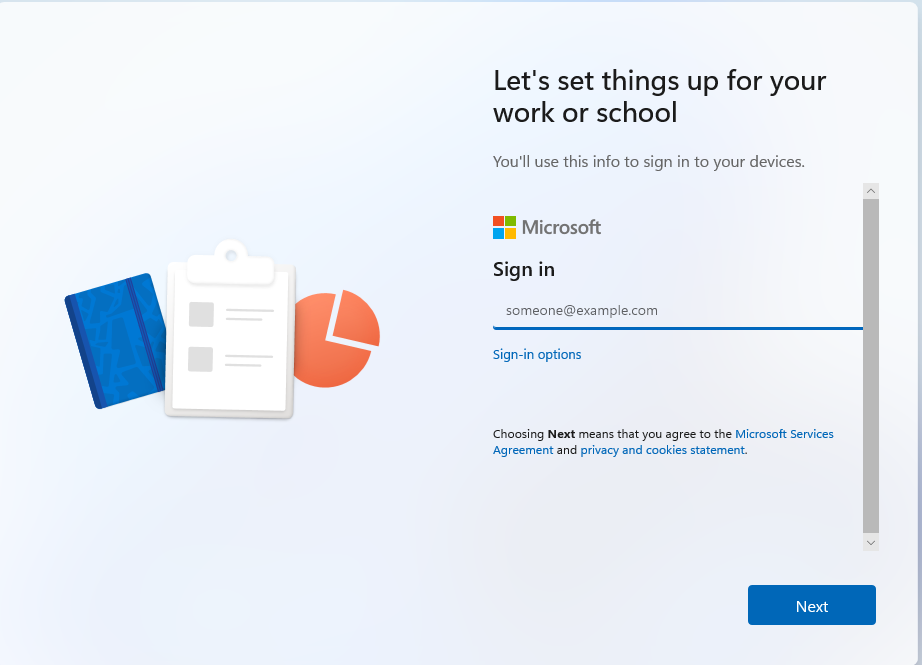 Let's set things up for your
work or school
You'll use this info to sign in to your devices.
Microsoft
Sign in
someone@example.com
Sign-in options
Choosing Next means that you agree to the Microsoft Services
Agreement and privacy and cookies statement.
Next